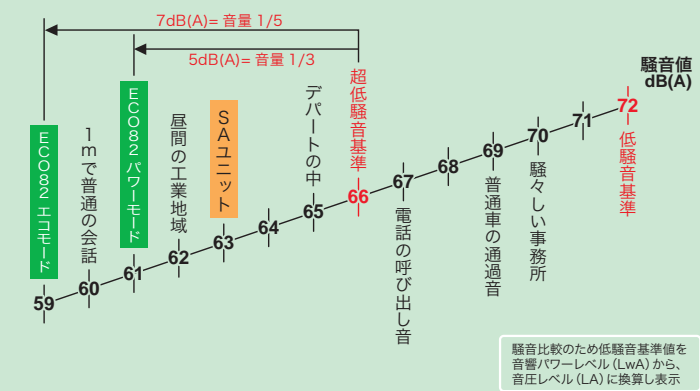 7dB(A)= 音量 1/5
5dB(A)= 音量 1/3
騒音値
dB(A)
ECO82 エコモード
1mで普通の会話
ECO82 パワーモード
昼間の工業地域
SAユニット
デパートの中
超低騒音基準
59
60
61
62
63
64
65
66
67
68
69
70
71
72
電話の呼び出し音
普通車の通過音
騒々しい事務所
低騒音基準
騒音比較のため低騒音基準値を
音響パワーレベル(LwA)から、
音圧レベル(LA)に換算し表示